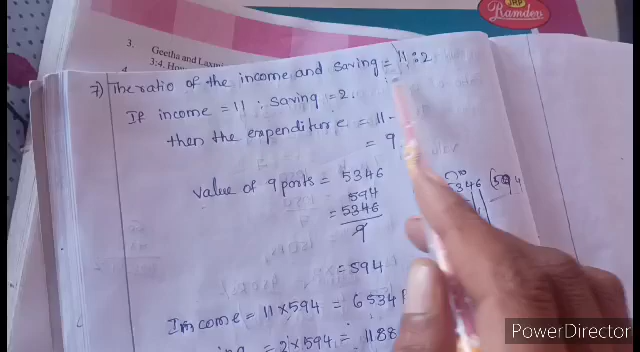 JRP
Ramdev
3.
Geetha and Laxmi
3:4. How
4
7) The ratio of the income and saving = 11:2
If income = 11 ; saving = 2.
then the expenditure = 11 -
= 9
value of 9 parts = 5346
594
= 5346
9
= 594
Income = 11 x 594 = 6534
= 2 x 594 = 1188
PowerDirector